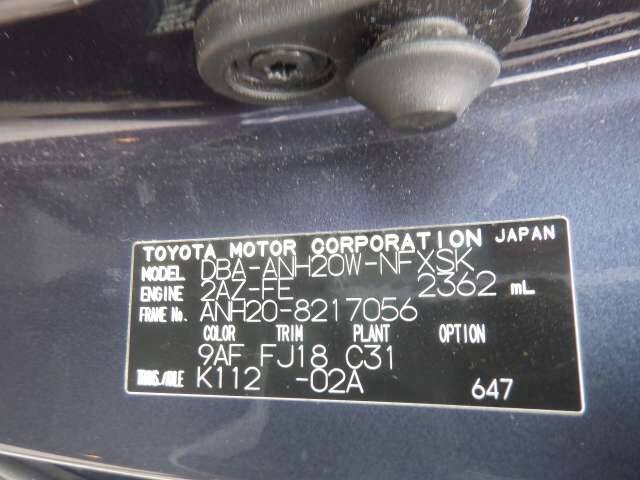 TOYOTA MOTOR CORPORATION JAPAN
MODEL DBA-ANH20W-NFXSK
ENGINE 2AZ-FE 2362 mL
FRAME No. ANH20-8217056
COLOR TRIM PLANT OPTION
9AF FJ18 C31
TRANS./AXLE K112 -02A 647